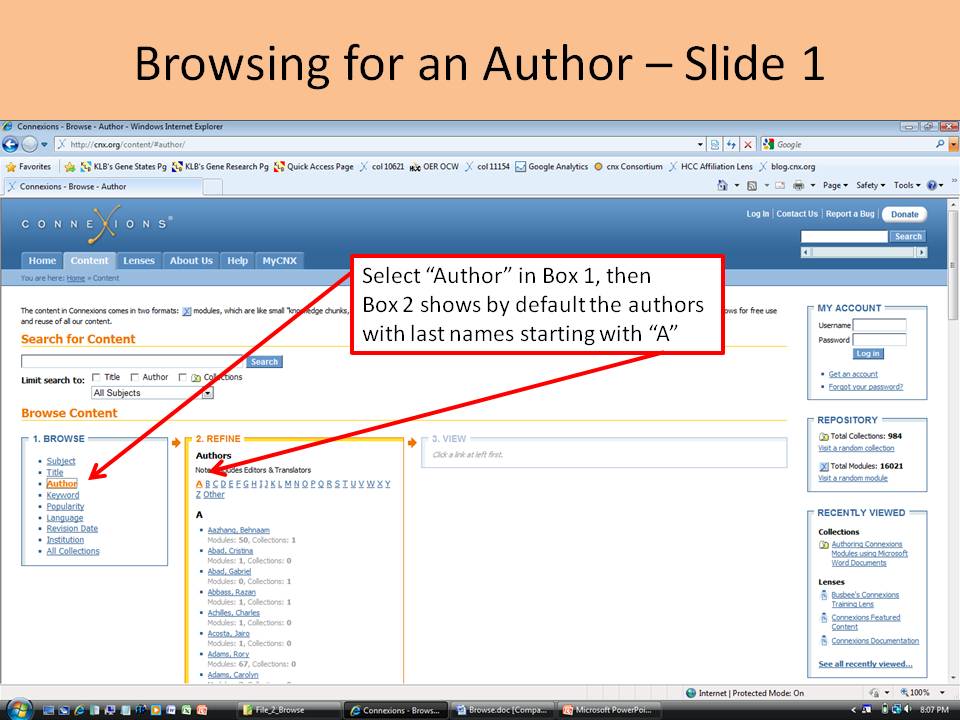 Browsing for an Author – Slide 1
Connexions - Browse - Author - Windows Internet Explorer
http://cnx.org/content/#author/
Google
Favorites
KLB's Gene States Pg
KLB's Gene Research Pg
Quick Access Page
col 10621
OER OCW
col 11154
Google Analytics
cnx Consortium
HCC Affiliation Lens
blog.cnx.org
Connexions - Browse - Author
Page
Safety
Tools
CONNEXIONS®
Log In | Contact Us | Report a Bug | Donate
Search
Home
Content
Lenses
About Us
Help
MyCNX
You are here: Home » Content
Select “Author” in Box 1, then
Box 2 shows by default the authors
with last names starting with “A”
The content in Connexions comes in two formats: modules, which are like small "knowledge chunks,
ws for free use
and reuse of all our content.
Search for Content
Search
Limit search to:
Title
Author
Collections
All Subjects
Browse Content
1. BROWSE
Subject
Title
Author
Keyword
Popularity
Language
Revision Date
Institution
All Collections
2. REFINE
Authors
Editors & Translators
A B C D E F G H I J K L M N O P Q R S T U V W X Y
Z Other
A
Aazhang, Behnaam
Modules: 50, Collections: 1
Abad, Cristina
Modules: 1, Collections: 0
Abad, Gabriel
Modules: 0, Collections: 1
Abbass, Razan
Modules: 1, Collections: 1
Achilles, Charles
Modules: 1, Collections: 0
Acosta, Jairo
Modules: 1, Collections: 0
Adams, Rory
Modules: 67, Collections: 0
Adams, Carolyn
3. VIEW
Click a link at left first.
MY ACCOUNT
Username
Password
Log in
Get an account
Forgot your password?
REPOSITORY
Total Collections: 984
Visit a random collection
Total Modules: 16021
Visit a random module
RECENTLY VIEWED
Collections
Authoring Connexions
Modules using Microsoft
Word Documents
Lenses
Busbee's Connexions
Training Lens
Connexions Featured
Content
Connexions Documentation
See all recently viewed...
Internet | Protected Mode: On
100%
File_2_Browse
Connexions - Brows...
Browse.doc [Compa...
Microsoft PowerPoi...
8:07 PM